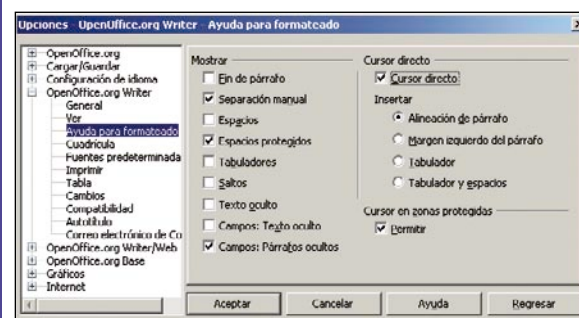 Opciones - OpenOffice.org Writer - Ayuda para formateado
OpenOffice.org
Cargar/Guardar
Configuración de idioma
OpenOffice.org Writer
General
Ver
Ayuda para formateado
Cuadrícula
Fuentes predeterminada
Imprimir
Tabla
Cambios
Compatibilidad
Autotítulo
Correo electrónico de Co
OpenOffice.org Writer/Web
OpenOffice.org Base
Gráficos
Internet
Mostrar
Fin de párrafo
Separación manual
Espacios
Espacios protegidos
Tabuladores
Saltos
Texto oculto
Campos: Texto oculto
Campos: Párrafos ocultos
Cursor directo
Cursor directo
Insertar
Alineación de párrafo
Margen izquierdo del párrafo
Tabulador
Tabulador y espacios
Cursor en zonas protegidas
Permitir
Aceptar
Cancelar
Ayuda
Regresar